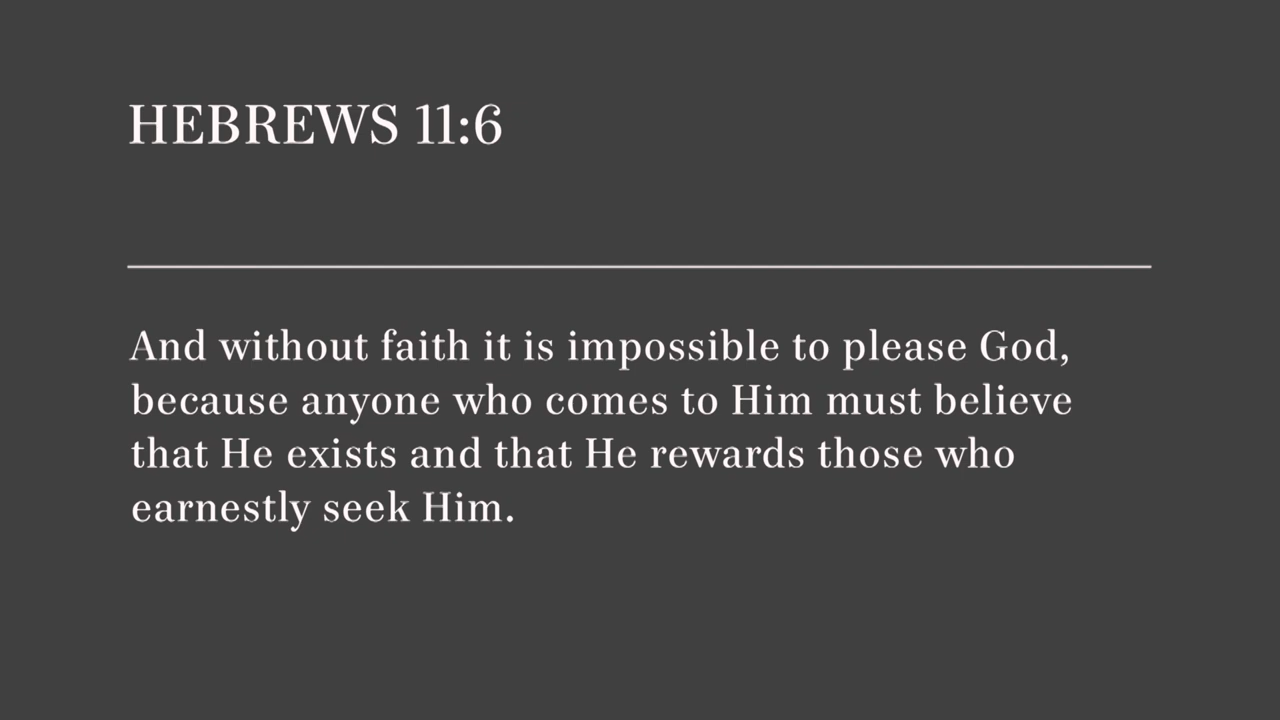 HEBREWS 11:6
And without faith it is impossible to please God,
because anyone who comes to Him must believe
that He exists and that He rewards those who
earnestly seek Him.